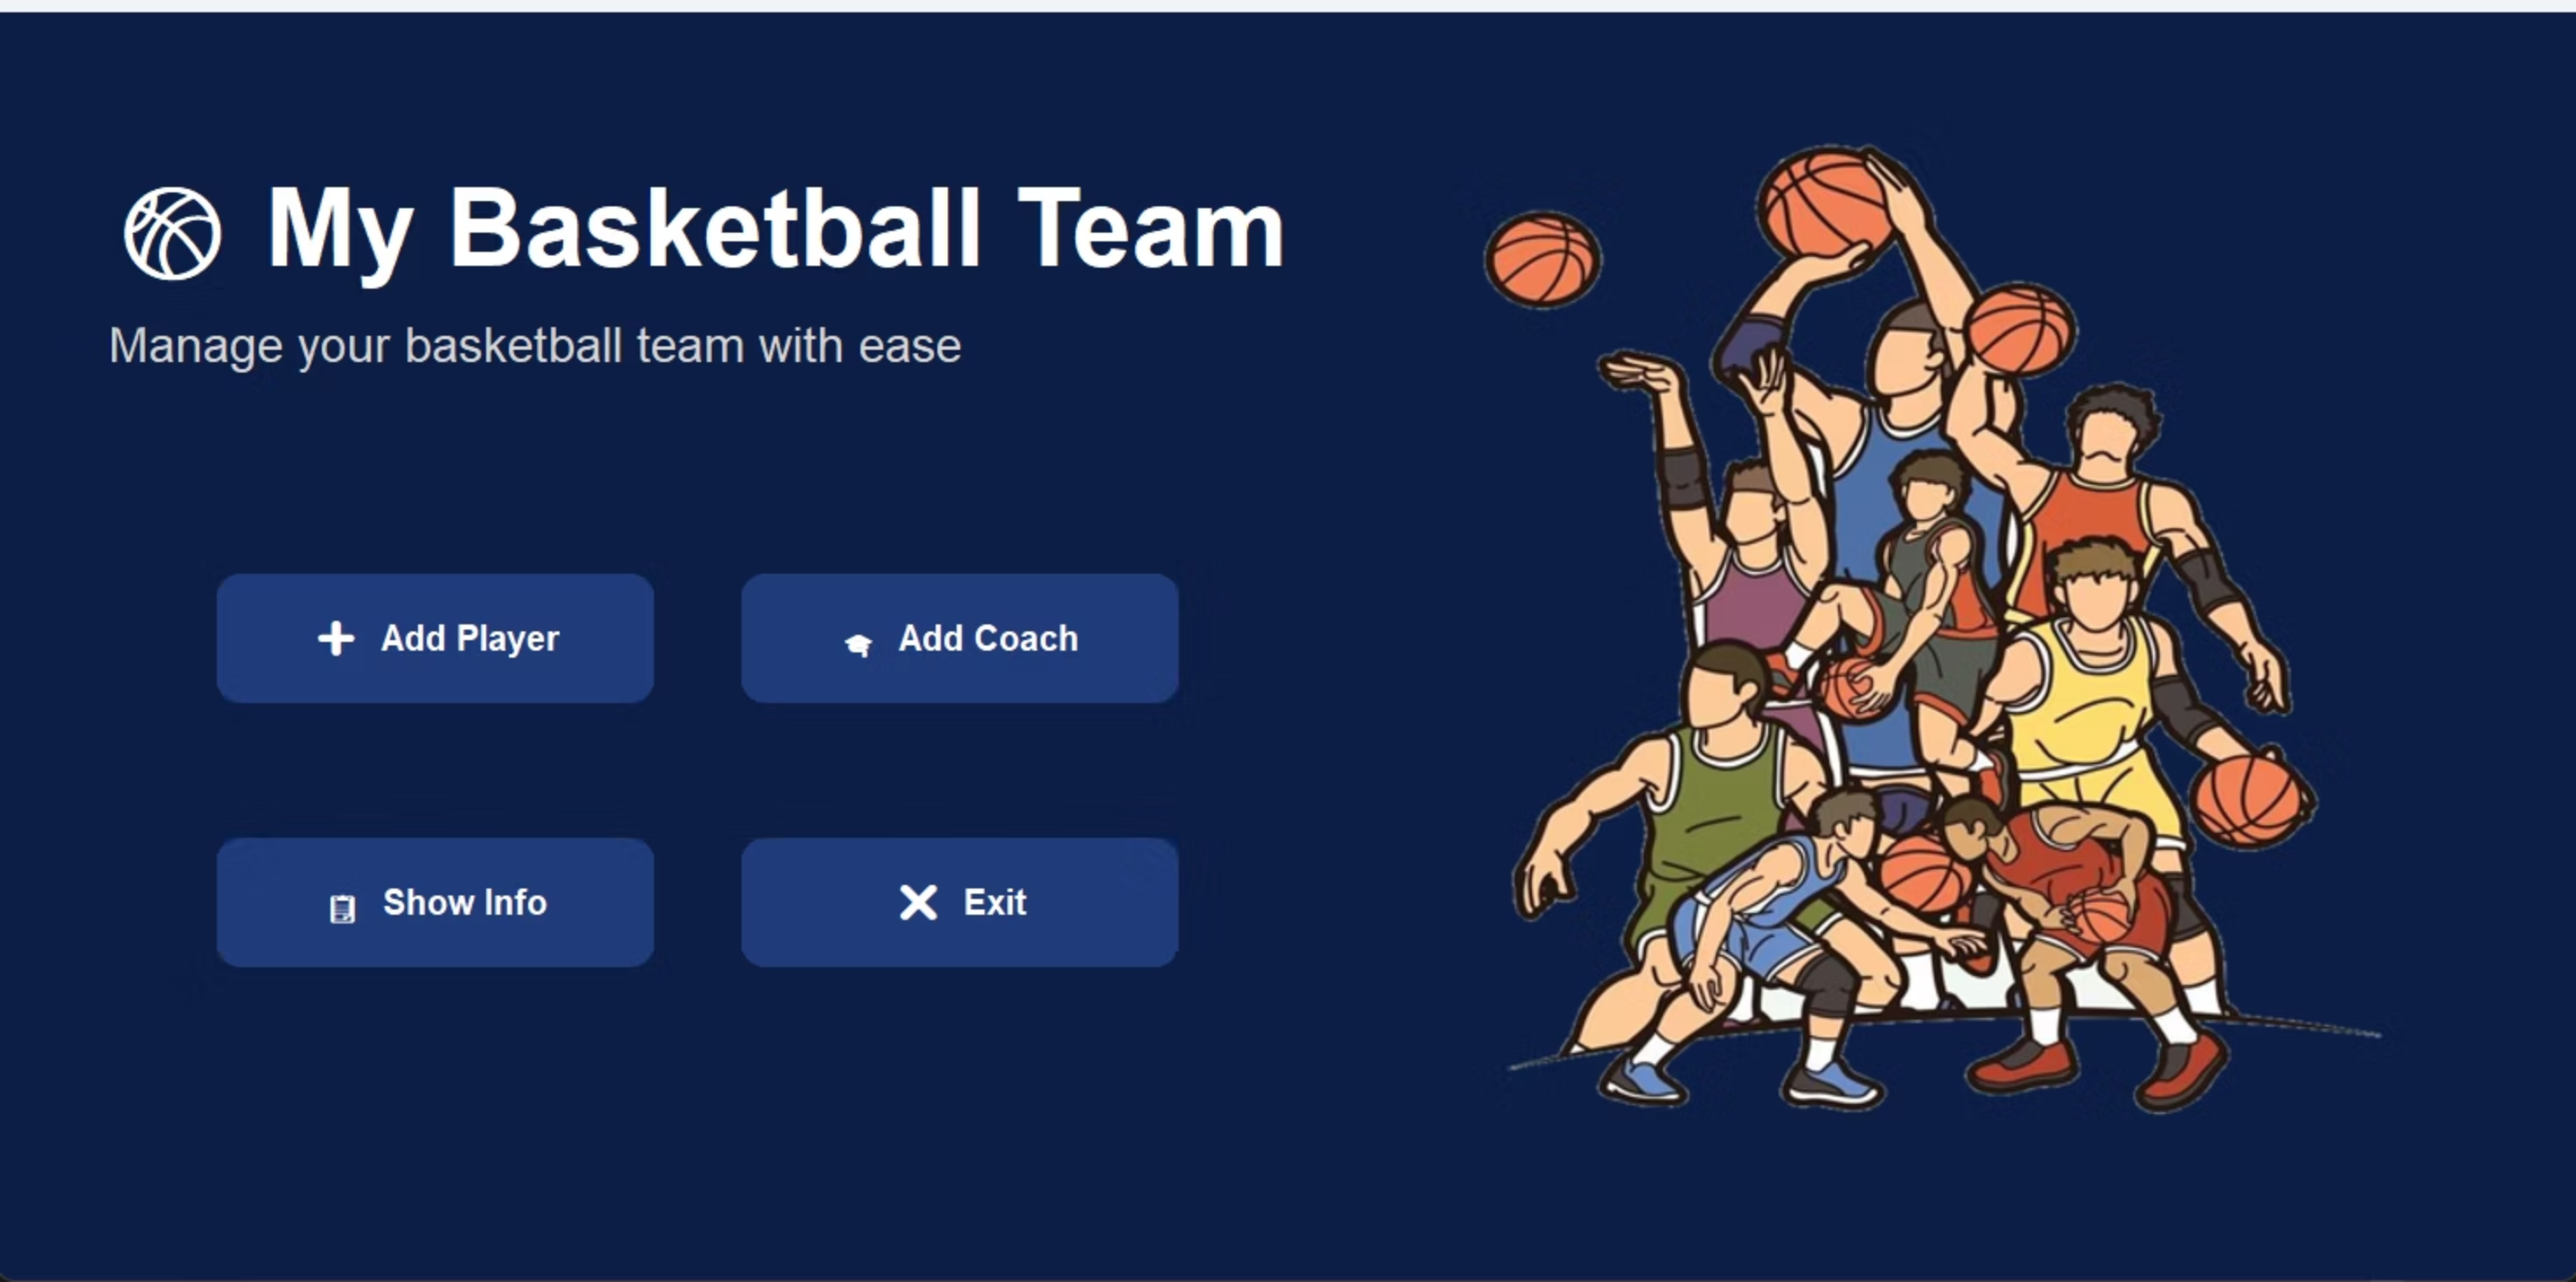 My Basketball Team
Manage your basketball team with ease
Add Player
Add Coach
Show Info
Exit